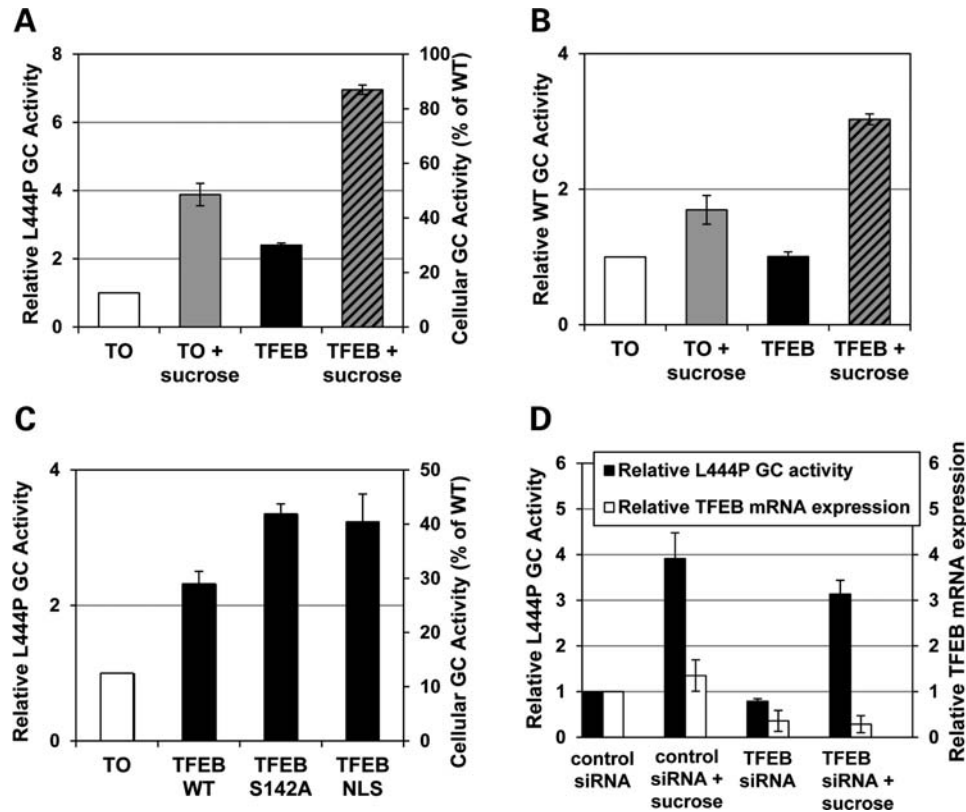 A
Relative L444P GC Activity
8
6
4
2
0
100
80
60
40
20
0
Cellular GC Activity (% of WT)
TO
TO +
sucrose
TFEB
TFEB +
sucrose
B
Relative WT GC Activity
4
2
0
TO
TO +
sucrose
TFEB
TFEB +
sucrose
C
Relative L444P GC Activity
4
2
0
50
40
30
20
10
0
Cellular GC Activity (% of WT)
TO
TFEB
WT
TFEB
S142A
TFEB
NLS
D
Relative L444P GC Activity
6
5
4
3
2
1
0
Relative L444P GC activity
Relative TFEB mRNA expression
6
5
4
3
2
1
0
Relative TFEB mRNA expression
control
siRNA
control
siRNA +
sucrose
TFEB
siRNA
TFEB
siRNA +
sucrose